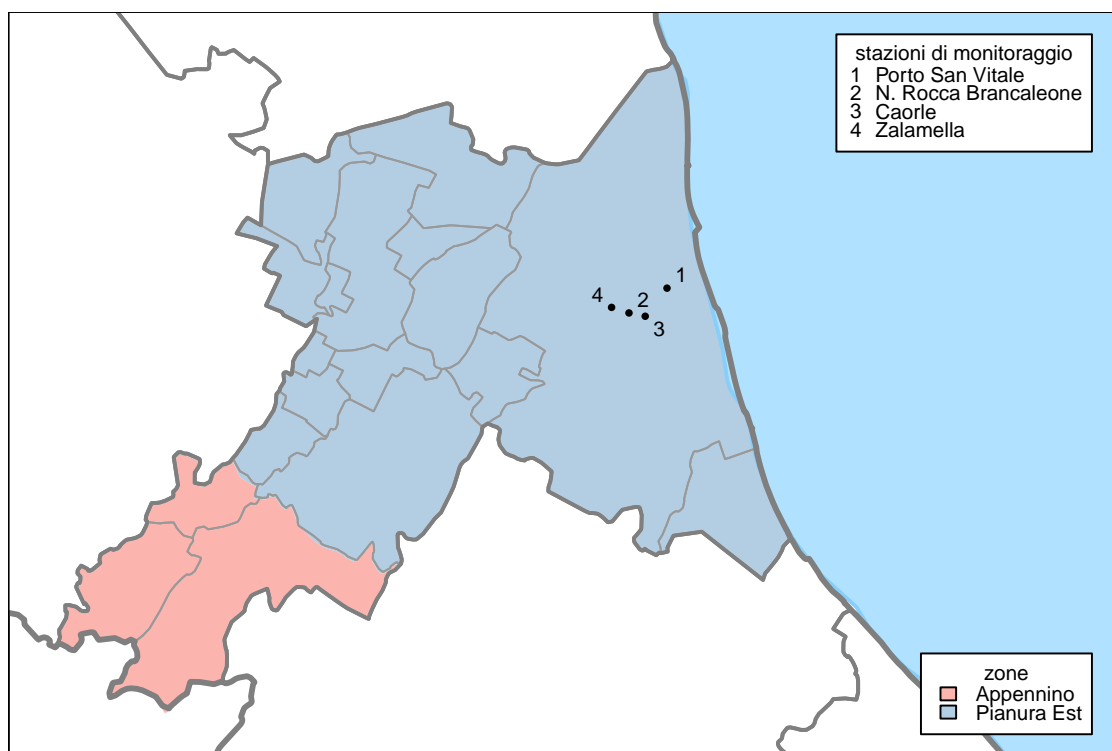 stazioni di monitoraggio
1 Porto San Vitale
2 N. Rocca Brancaleone
3 Caorle
4 Zalamella
1
4
2
3
zone
Appennino
Pianura Est